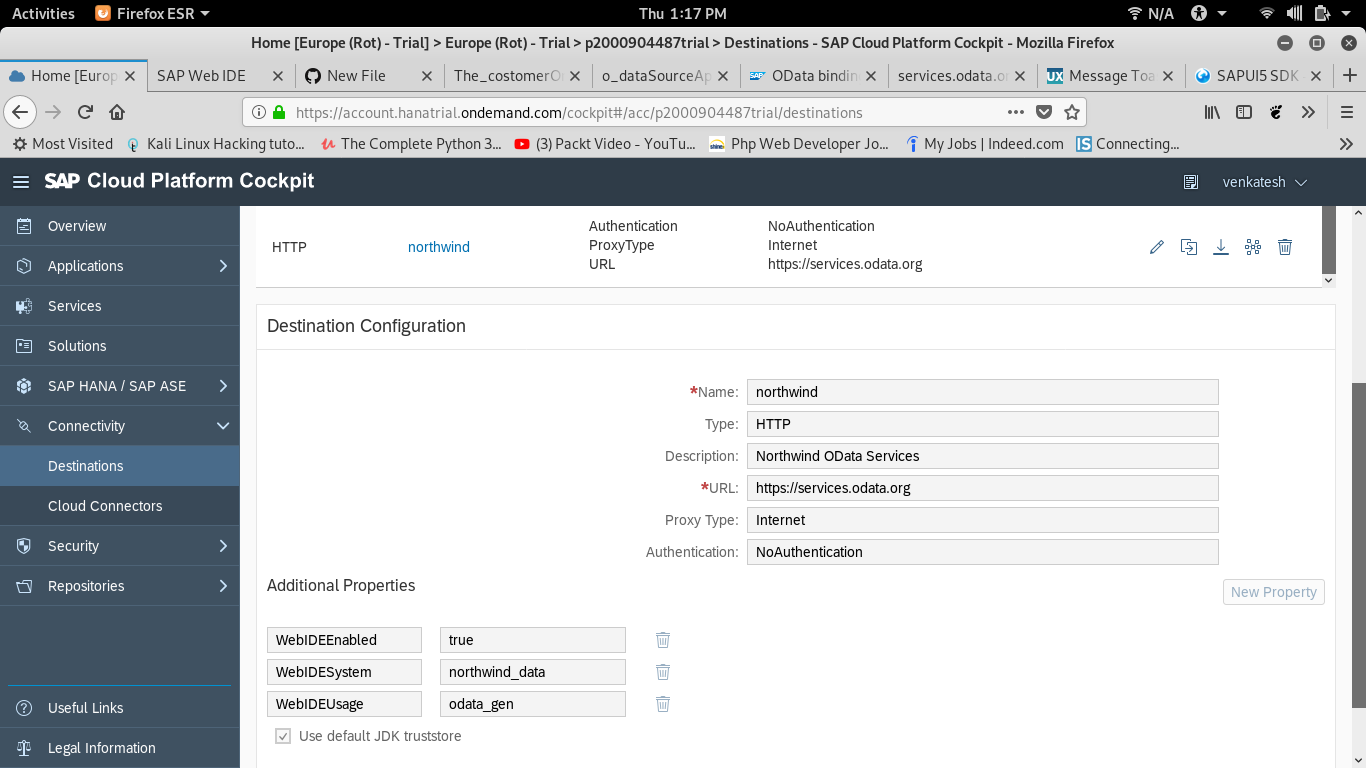 Activities Firefox ESR Thu 1:17 PM N/A
Home [Europe (Rot) - Trial] > Europe (Rot) - Trial > p2000904487trial > Destinations - SAP Cloud Platform Cockpit - Mozilla Firefox
Home [Europ SAP Web IDE New File The_costomerO o_dataSourceAp OData bindin services.odata.o Message Toa SAPUI5 SDK
https://account.hanatrial.ondemand.com/cockpit#/acc/p2000904487trial/destinations
Most Visited Kali Linux Hacking tuto... The Complete Python 3... (3) Packt Video - YouTu... Php Web Developer Jo... My Jobs | Indeed.com Connecting...
SAP Cloud Platform Cockpit venkatesh
Overview
Applications
Services
Solutions
SAP HANA / SAP ASE
Connectivity
Destinations
Cloud Connectors
Security
Repositories
Useful Links
Legal Information
HTTP northwind
Authentication NoAuthentication
ProxyType Internet
URL https://services.odata.org
Destination Configuration
*Name: northwind
Type: HTTP
Description: Northwind OData Services
*URL: https://services.odata.org
Proxy Type: Internet
Authentication: NoAuthentication
Additional Properties New Property
WebIDEEnabled true
WebIDESystem northwind_data
WebIDEUsage odata_gen
Use default JDK truststore